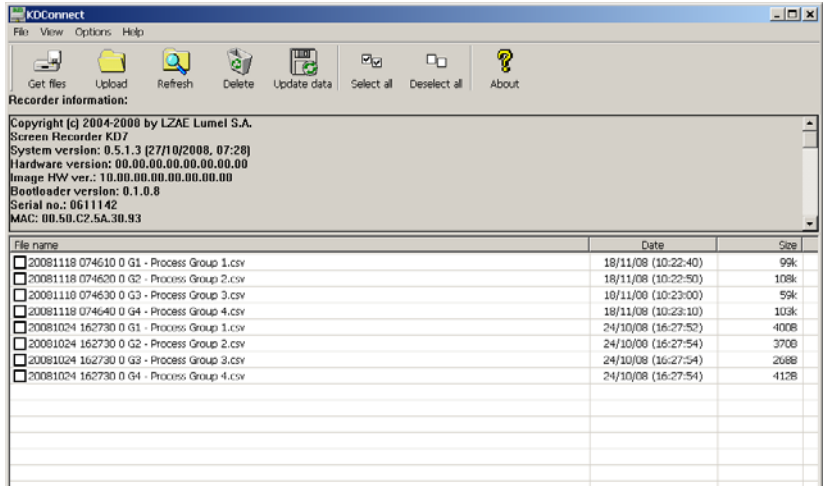 KDConnect
File View Options Help
Get files Upload Refresh Delete Update data Select all Deselect all About
Recorder information:
Copyright (c) 2004-2008 by LZAE Lumel S.A.
Screen Recorder KD7
System version: 0.5.1.3 (27/10/2008, 07:28)
Hardware version: 00.00.00.00.00.00.00.00
Image HW ver.: 10.00.00.00.00.00.00.00
Bootloader version: 0.1.0.8
Serial no.: 0611142
MAC: 00.50.C2.5A.30.93
File name Date Size
20081118 074610 0 G1 - Process Group 1.csv 18/11/08 (10:22:40) 99k
20081118 074620 0 G2 - Process Group 2.csv 18/11/08 (10:22:50) 108k
20081118 074630 0 G3 - Process Group 3.csv 18/11/08 (10:23:00) 59k
20081118 074640 0 G4 - Process Group 4.csv 18/11/08 (10:23:10) 103k
20081024 162730 0 G1 - Process Group 1.csv 24/10/08 (16:27:52) 400B
20081024 162730 0 G2 - Process Group 2.csv 24/10/08 (16:27:54) 370B
20081024 162730 0 G3 - Process Group 3.csv 24/10/08 (16:27:54) 268B
20081024 162730 0 G4 - Process Group 4.csv 24/10/08 (16:27:54) 412B